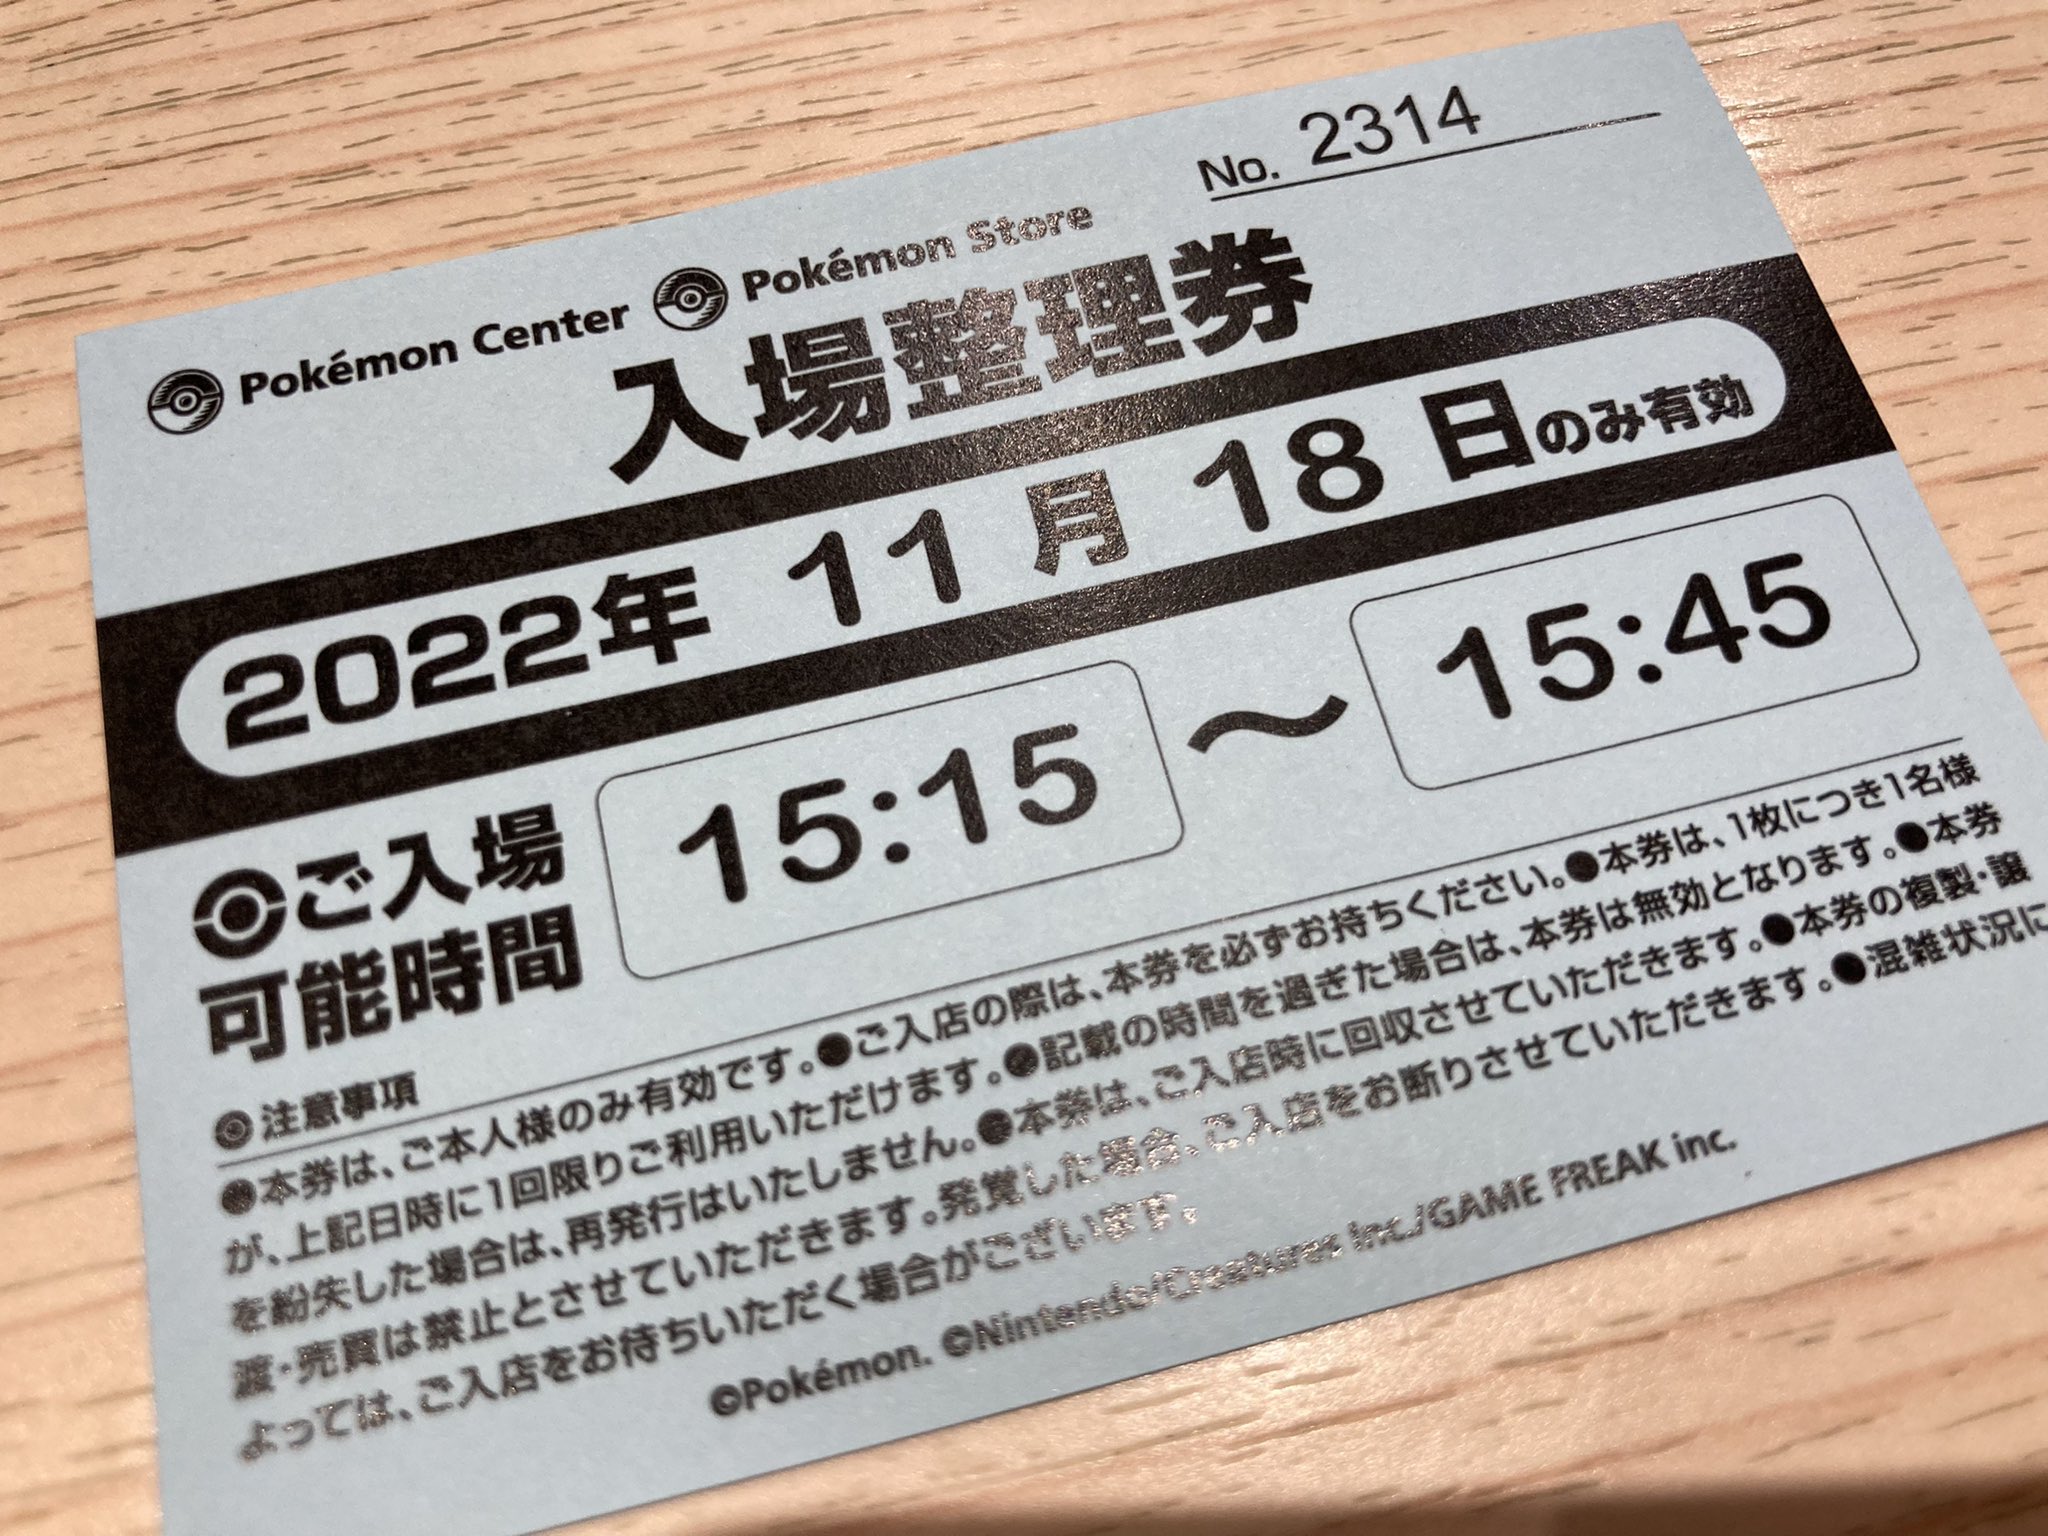 No. 2314
Pokémon Center Pokémon Store
入場整理券
2022年 11 月 18 日のみ有効
ご入場
可能時間
15:15 〜 15:45
注意事項
●本券は、ご本人様のみ有効です。●ご入店の際は、本券を必ずお持ちください。●本券は、1枚につき1名様
が、上記日時に1回限りご利用いただけます。●記載の時間を過ぎた場合は、本券は無効となります。●本券
を紛失した場合は、再発行はいたしません。●本券は、ご入店時に回収させていただきます。●本券の複製・譲
渡・売買は禁止とさせていただきます。発覚した場合、ご入店をお断りさせていただきます。●混雑状況に
よっては、ご入店をお待ちいただく場合がございます。
©Pokémon. ©Nintendo/Creatures Inc./GAME FREAK inc.